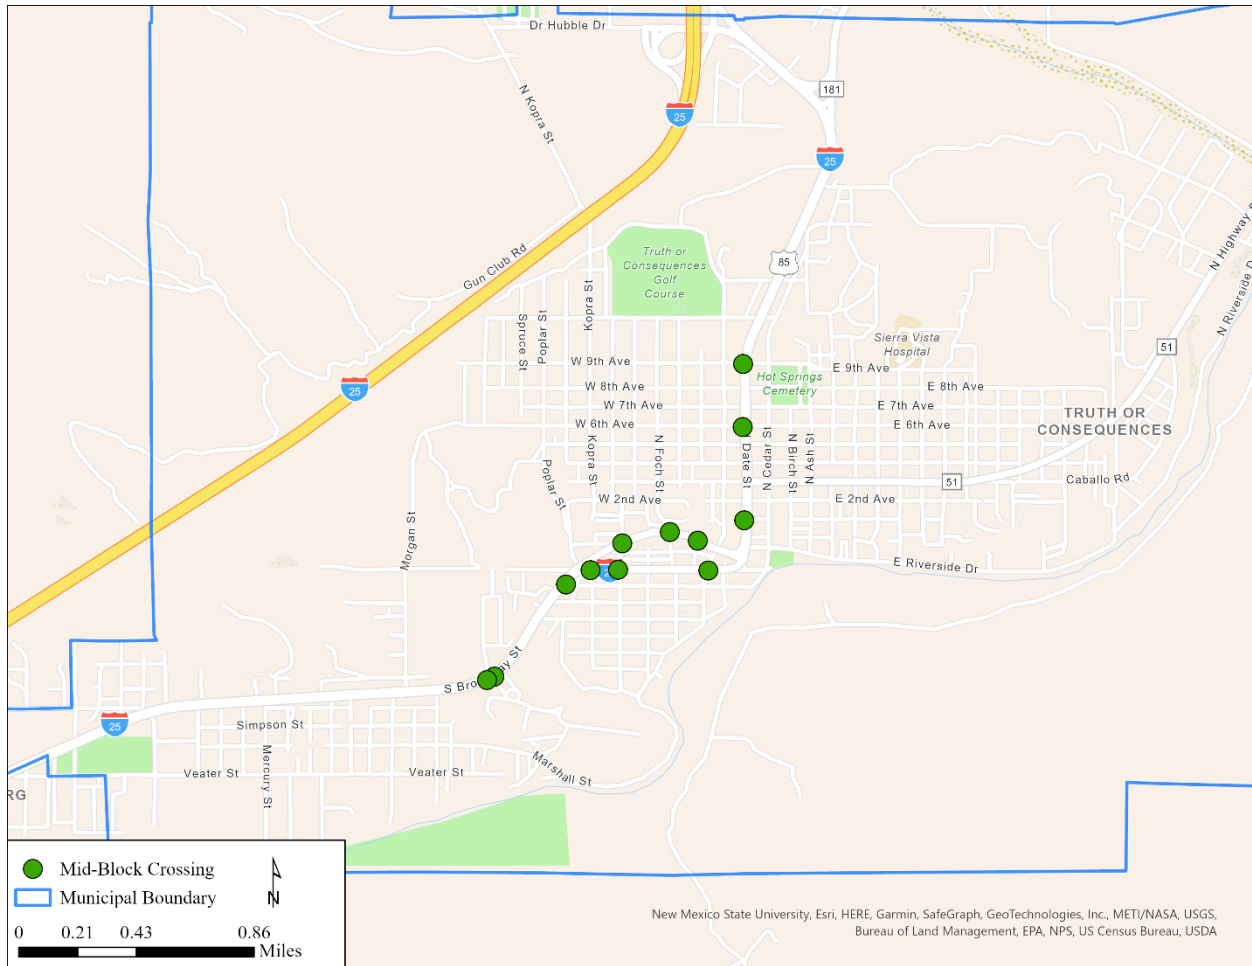 Dr Hubble Dr
N Kopra St
25
181
25
Gun Club Rd
Truth or
Consequences
Golf
Course
85
N Highway
N Riverside D
Spruce St
Poplar St
Kopra St
Sierra Vista
Hospital
51
W 9th Ave
E 9th Ave
25
W 8th Ave
Hot Springs
Cemetery
E 8th Ave
W 7th Ave
E 7th Ave
W 6th Ave
E 6th Ave
TRUTH OR
CONSEQUENCES
Poplar St
Kopra St
N Foch St
N Date St
N Cedar St
N Birch St
N Ash St
51
Caballo Rd
W 2nd Ave
E 2nd Ave
Morgan St
E Riverside Dr
S Bro ay St
25
Simpson St
Mercury St
Veater St
Veater St
Marshall St
RG
Mid-Block Crossing
N
Municipal Boundary
0 0.21 0.43 0.86
Miles
New Mexico State University, Esri, HERE, Garmin, SafeGraph, GeoTechnologies, Inc., METI/NASA, USGS,
Bureau of Land Management, EPA, NPS, US Census Bureau, USDA